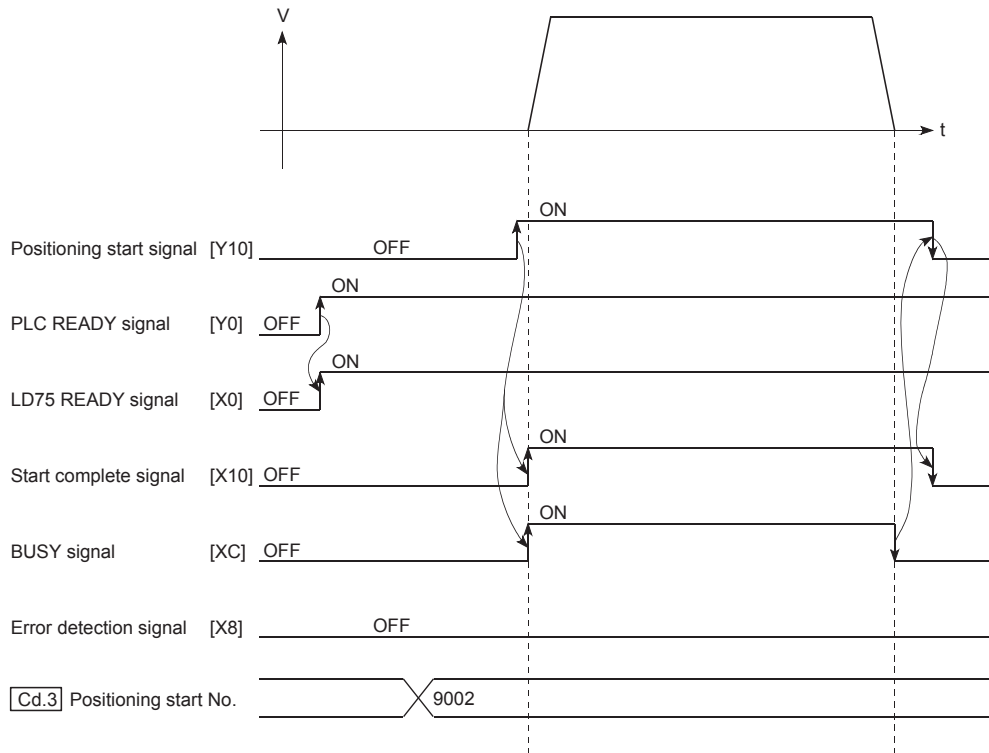 V
t
ON
Positioning start signal [Y10] OFF
ON
PLC READY signal [Y0] OFF
ON
LD75 READY signal [X0] OFF
ON
Start complete signal [X10] OFF
ON
BUSY signal [XC] OFF
Error detection signal [X8] OFF
Cd.3 Positioning start No. 9002